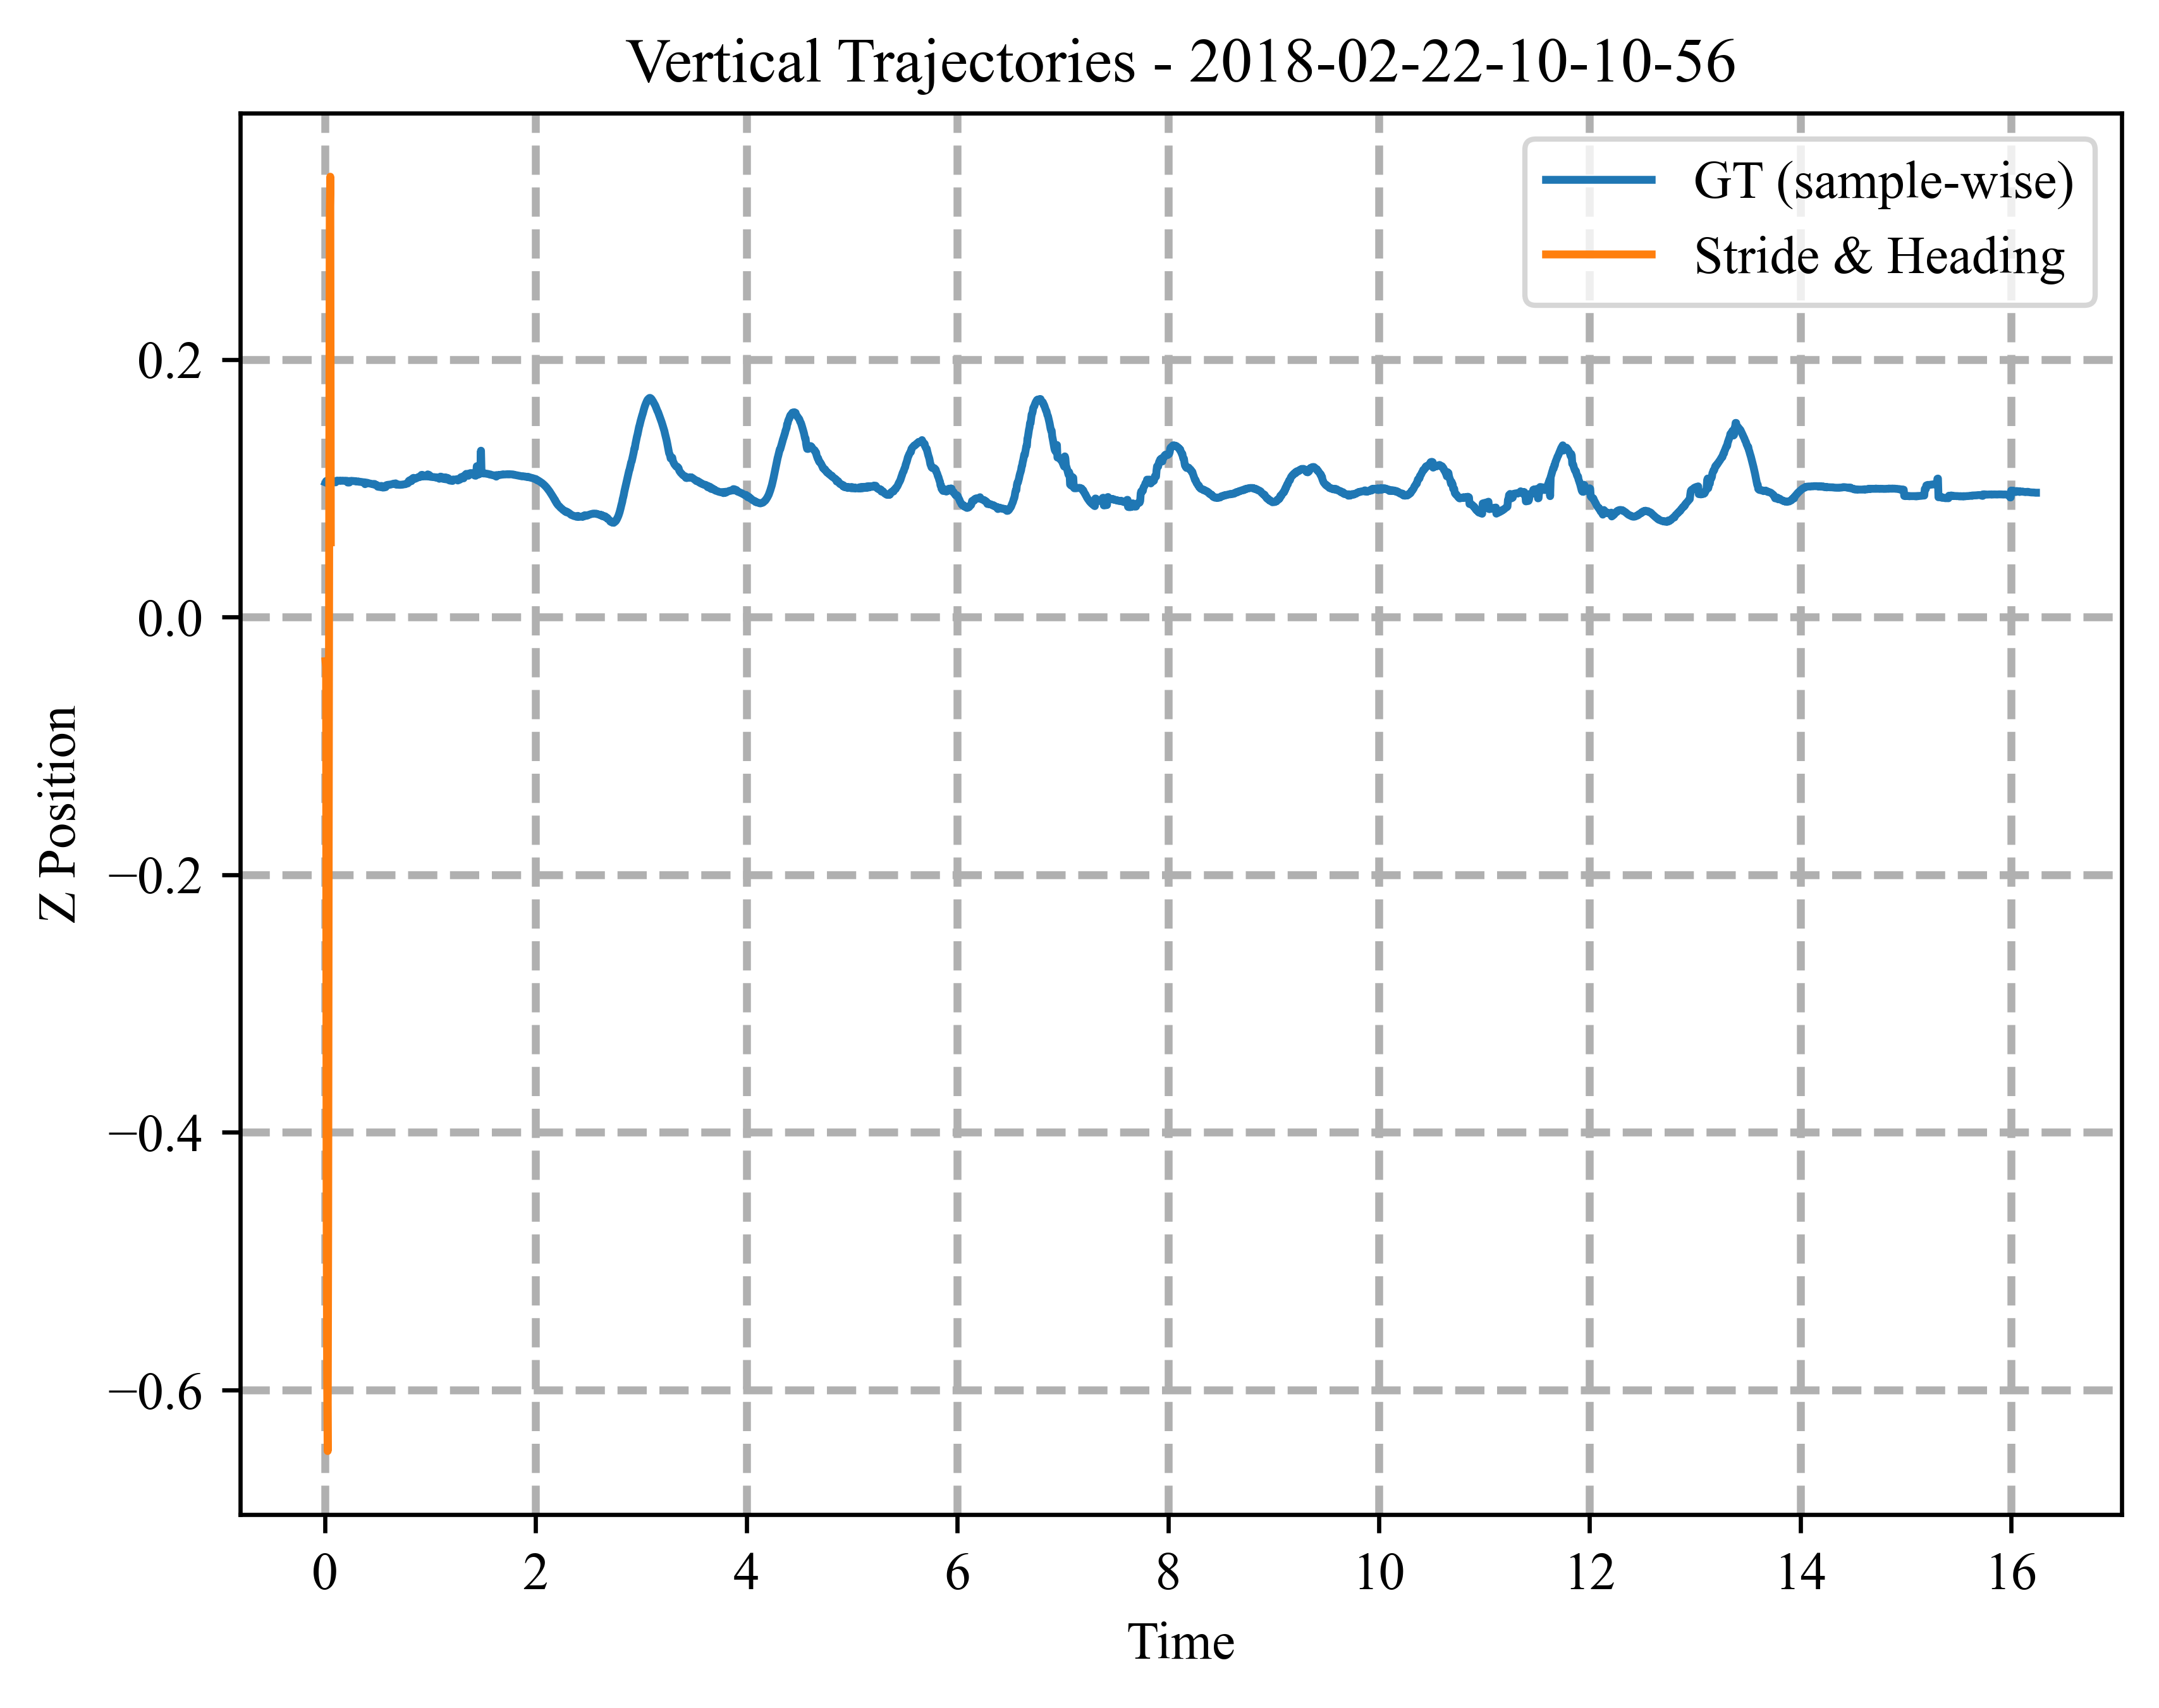 Vertical Trajectories - 2018-02-22-10-10-56
GT (sample-wise)
Stride & Heading
0.2
0.0
−0.2
−0.4
−0.6
Z Position
0 2 4 6 8 10 12 14 16
Time